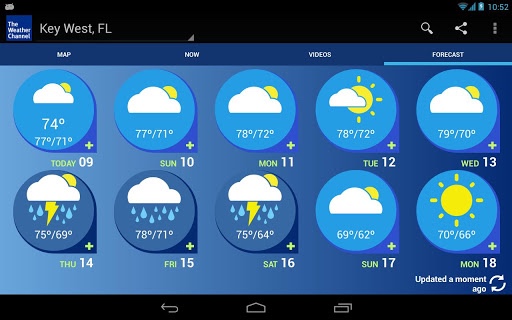 10:52
The
Weather
Channel
Key West, FL
MAP NOW VIDEOS FORECAST
74°
77°/71° 77°/71° 78°/72° 78°/72° 79°/70°
TODAY 09 SUN 10 MON 11 TUE 12 WED 13
75°/69° 78°/71° 75°/64° 69°/62° 70°/66°
THU 14 FRI 15 SAT 16 SUN 17 MON 18
Updated a moment
ago